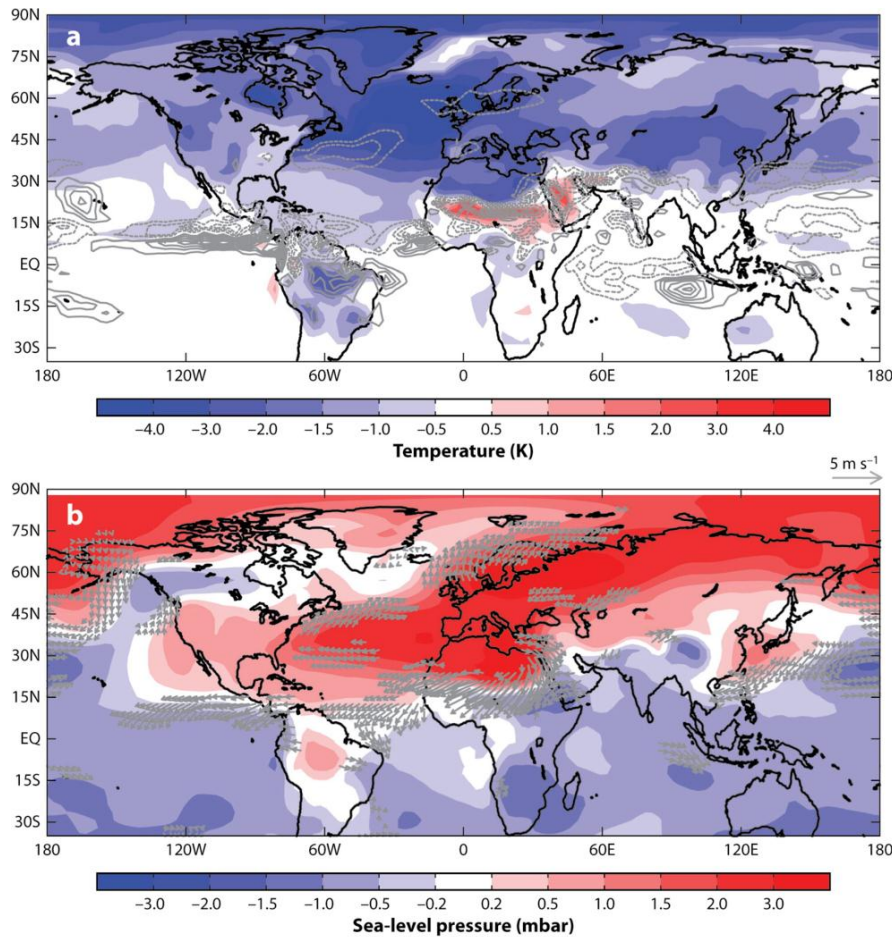 90N
a
75N
60N
45N
30N
15N
EQ
15S
30S
180 120W 60W 0 60E 120E 180
−4.0 −3.0 −2.0 −1.5 −1.0 −0.5 0.5 1.0 1.5 2.0 3.0 4.0
Temperature (K)
5 m s⁻¹
90N
b
75N
60N
45N
30N
15N
EQ
15S
30S
180 120W 60W 0 60E 120E 180
−3.0 −2.0 −1.5 −1.0 −0.5 −0.2 0.2 0.5 1.0 1.5 2.0 3.0
Sea-level pressure (mbar)